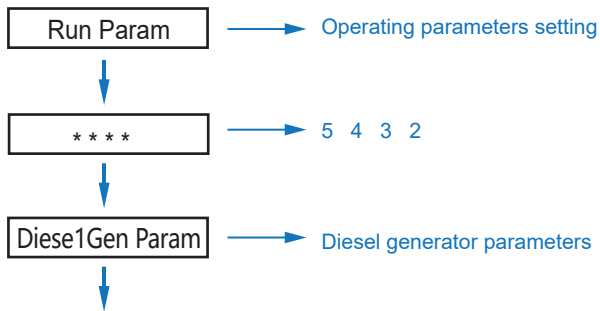 Run Param
Operating parameters setting
* * * *
5 4 3 2
Diese1Gen Param
Diesel generator parameters